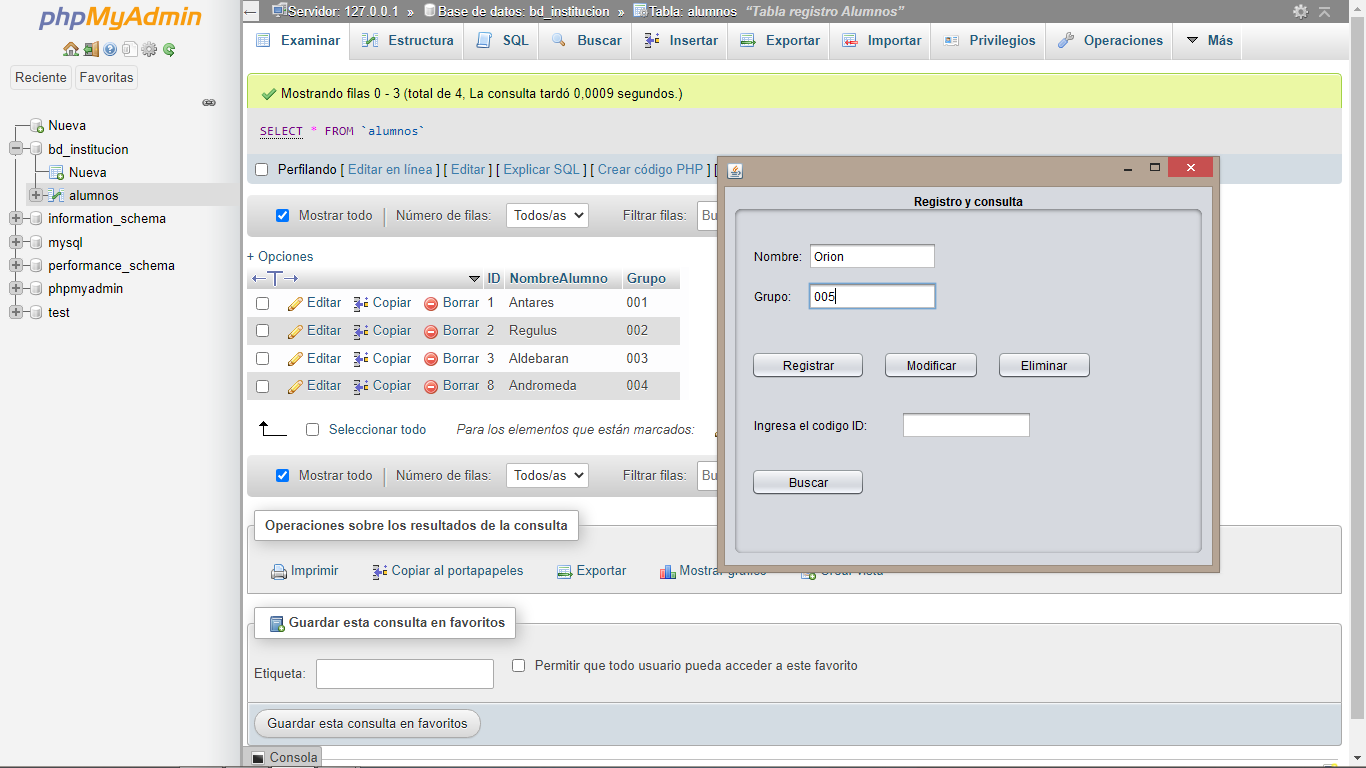 phpMyAdmin
Reciente Favoritas
Nueva
bd_institucion
Nueva
alumnos
information_schema
mysql
performance_schema
phpmyadmin
test
Servidor: 127.0.0.1 » Base de datos: bd_institucion » Tabla: alumnos “Tabla registro Alumnos”
Examinar Estructura SQL Buscar Insertar Exportar Importar Privilegios Operaciones Más
Mostrando filas 0 - 3 (total de 4, La consulta tardó 0,0009 segundos.)
SELECT * FROM `alumnos`
Perfilando [ Editar en línea ] [ Editar ] [ Explicar SQL ] [ Crear código PHP ] [
Mostrar todo Número de filas: Todos/as Filtrar filas: Bu
+ Opciones
ID NombreAlumno Grupo
Editar Copiar Borrar 1 Antares 001
Editar Copiar Borrar 2 Regulus 002
Editar Copiar Borrar 3 Aldebaran 003
Editar Copiar Borrar 8 Andromeda 004
Seleccionar todo Para los elementos que están marcados:
Mostrar todo Número de filas: Todos/as Filtrar filas: Bu
Operaciones sobre los resultados de la consulta
Imprimir Copiar al portapapeles Exportar Mostrar gráfico Crear vista
Guardar esta consulta en favoritos
Etiqueta: Permitir que todo usuario pueda acceder a este favorito
Guardar esta consulta en favoritos
Consola
Registro y consulta
Nombre: Orion
Grupo: 005
Registrar Modificar Eliminar
Ingresa el codigo ID:
Buscar